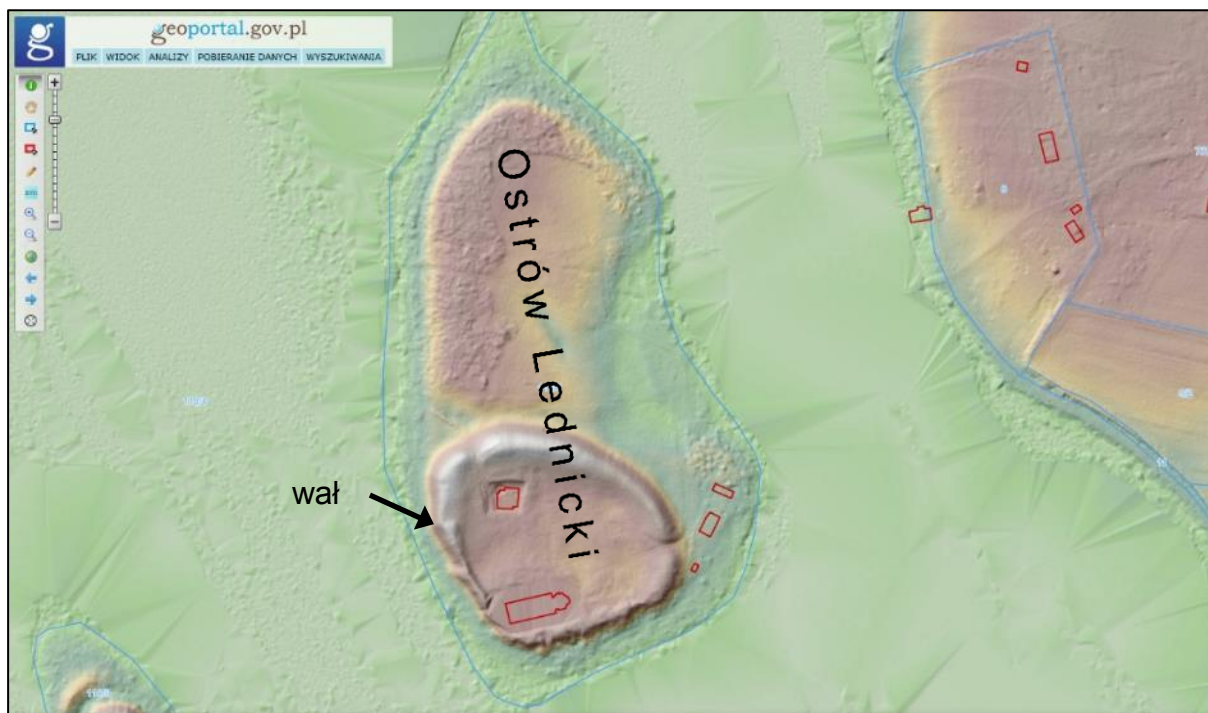 geoportal.gov.pl
PLIK WIDOK ANALIZY POBIERANIE DANYCH WYSZUKIWANIA
Ostrów Lednicki
wał